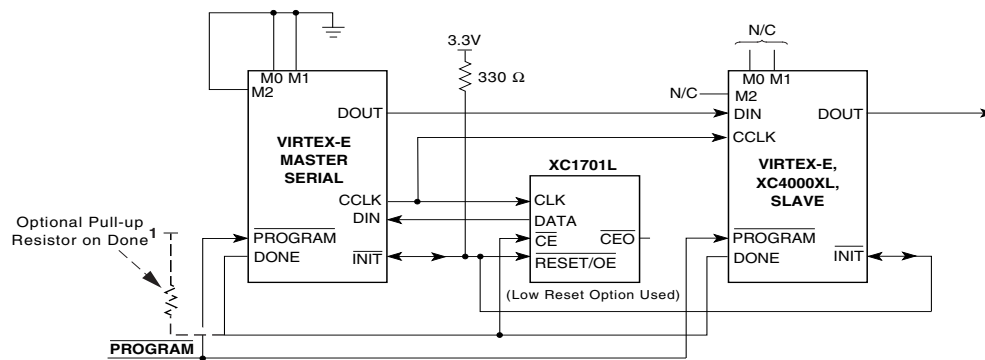 N/C
3.3V
M0 M1
M2
330 Ω
M0 M1
N/C
M2
DOUT
DIN
DOUT
CCLK
VIRTEX-E
MASTER
SERIAL
XC1701L
VIRTEX-E,
XC4000XL,
SLAVE
CCLK
CLK
DIN
DATA
Optional Pull-up
Resistor on Done1
PROGRAM
CE
CEO
PROGRAM
DONE
INIT
RESET/OE
DONE
INIT
(Low Reset Option Used)
PROGRAM